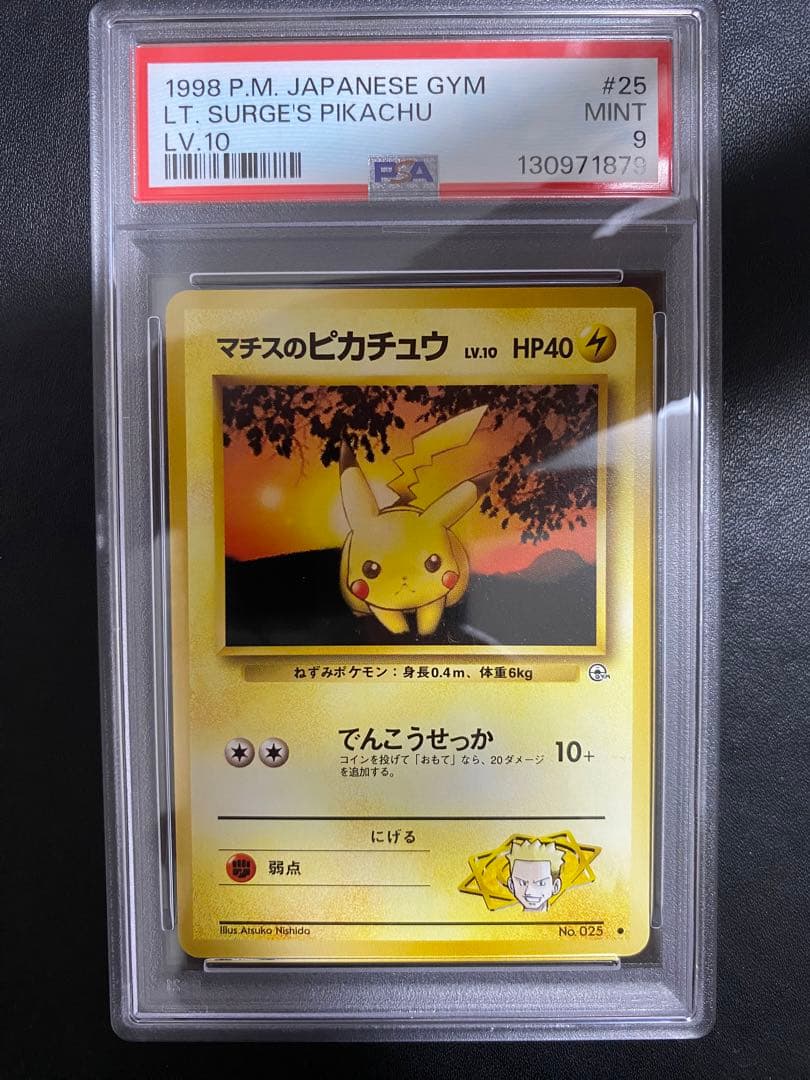 1998 P.M. JAPANESE GYM #25
LT. SURGE'S PIKACHU MINT
LV.10 9
PSA 130971879
マチスのピカチュウ LV.10 HP40
ねずみポケモン：身長0.4m、体重6kg
GYM
でんこうせっか 10+
コインを投げて「おもて」なら、20ダメージ
を追加する。
にげる
弱点
Illus.Atsuko Nishida No. 025